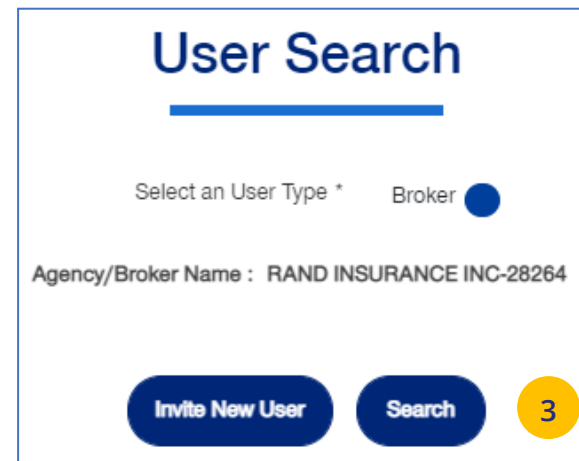 User Search
Select an User Type * Broker
Agency/Broker Name : RAND INSURANCE INC-28264
Invite New User Search 3